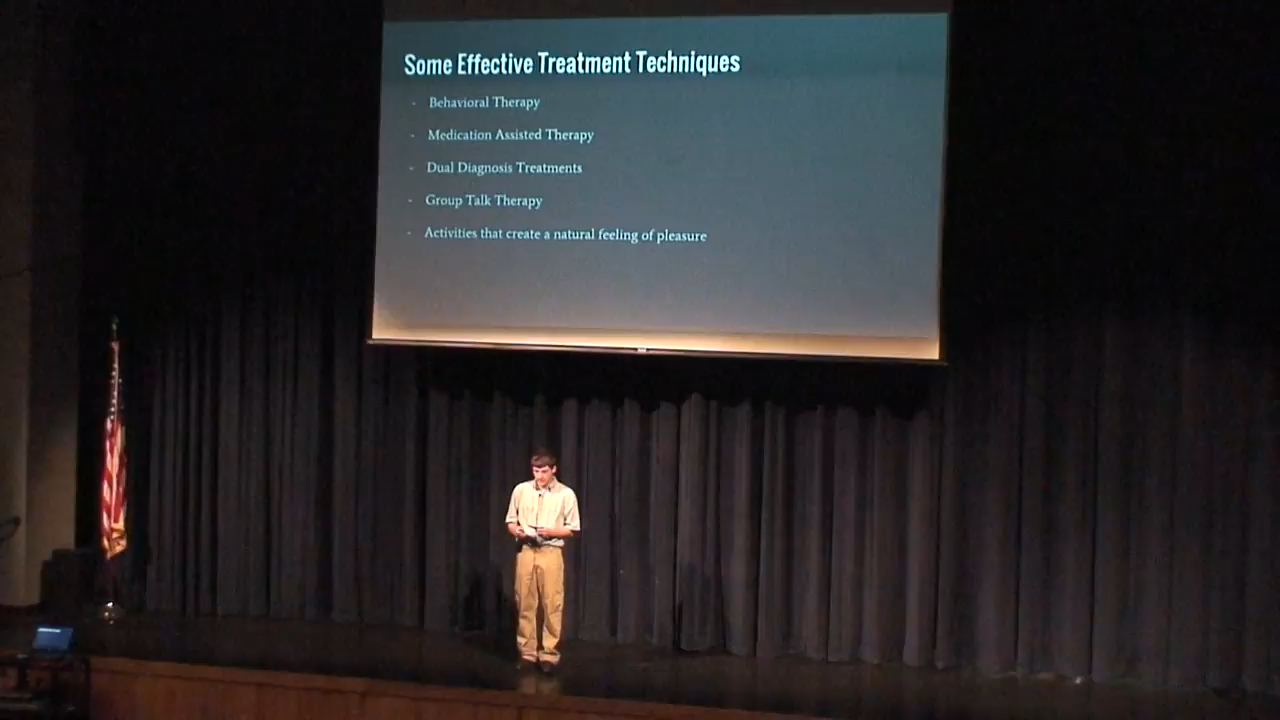 Some Effective Treatment Techniques
- Behavioral Therapy
- Medication Assisted Therapy
- Dual Diagnosis Treatments
- Group Talk Therapy
- Activities that create a natural feeling of pleasure